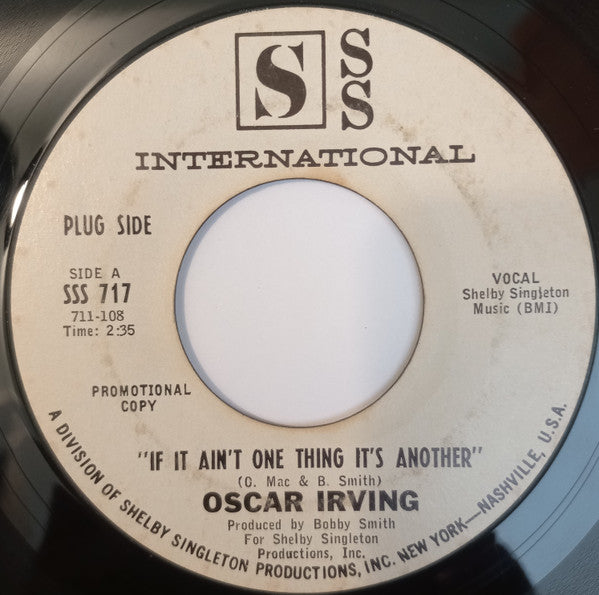 S S S
INTERNATIONAL
PLUG SIDE
SIDE A
SSS 717
711-108
Time: 2:35
VOCAL
Shelby Singleton
Music (BMI)
PROMOTIONAL
COPY
"IF IT AIN'T ONE THING IT'S ANOTHER"
(O. Mac & B. Smith)
OSCAR IRVING
Produced by Bobby Smith
For Shelby Singleton
Productions, Inc.
A DIVISION OF SHELBY SINGLETON PRODUCTIONS, INC. NEW YORK—NASHVILLE, U.S.A.